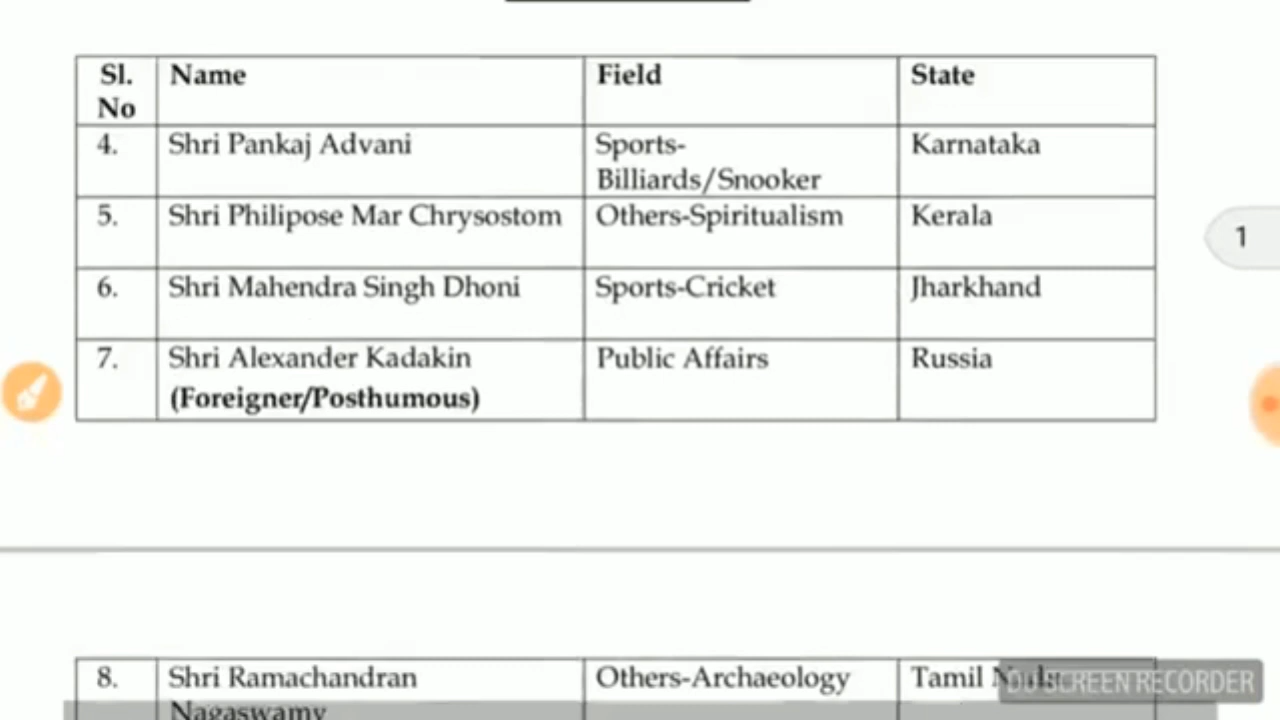 Sl. No Name Field State
4. Shri Pankaj Advani Sports-Billiards/Snooker Karnataka
5. Shri Philipose Mar Chrysostom Others-Spiritualism Kerala
6. Shri Mahendra Singh Dhoni Sports-Cricket Jharkhand
7. Shri Alexander Kadakin Public Affairs Russia
(Foreigner/Posthumous)
1
8. Shri Ramachandran Others-Archaeology Tamil Nadu
Nagaswamy
DU SCREEN RECORDER